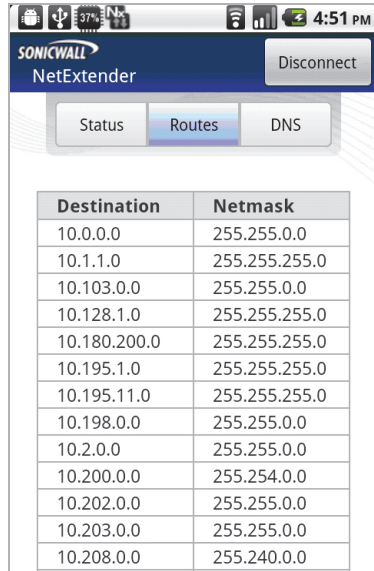 37% Nx 4:51 PM
SONICWALL
NetExtender
Disconnect
Status Routes DNS
Destination Netmask
10.0.0.0 255.255.0.0
10.1.1.0 255.255.255.0
10.103.0.0 255.255.0.0
10.128.1.0 255.255.255.0
10.180.200.0 255.255.255.0
10.195.1.0 255.255.255.0
10.195.11.0 255.255.255.0
10.198.0.0 255.255.0.0
10.2.0.0 255.255.0.0
10.200.0.0 255.254.0.0
10.202.0.0 255.255.0.0
10.203.0.0 255.255.0.0
10.208.0.0 255.240.0.0